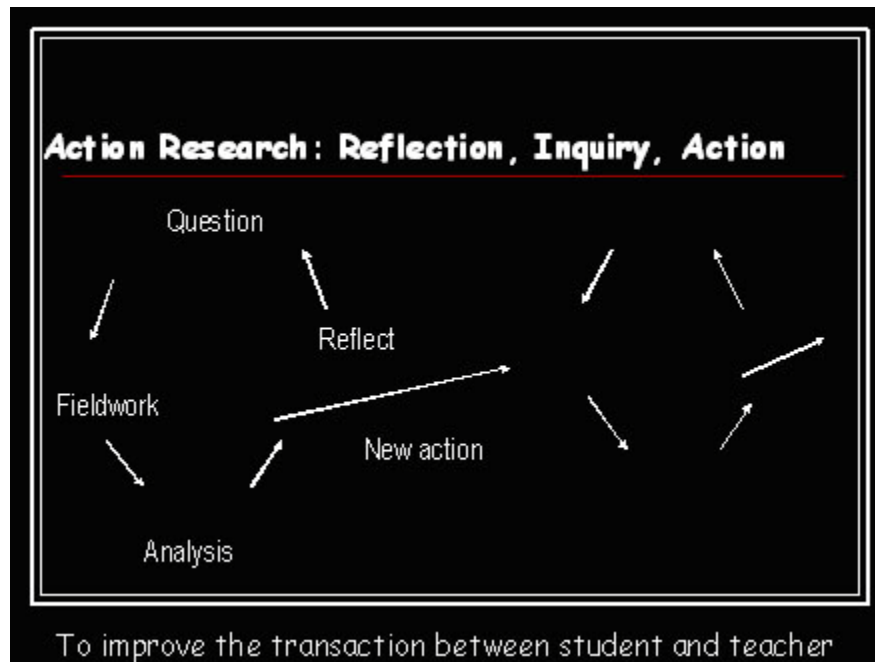 Action Research: Reflection, Inquiry, Action
Question
Reflect
Fieldwork
New action
Analysis
To improve the transaction between student and teacher